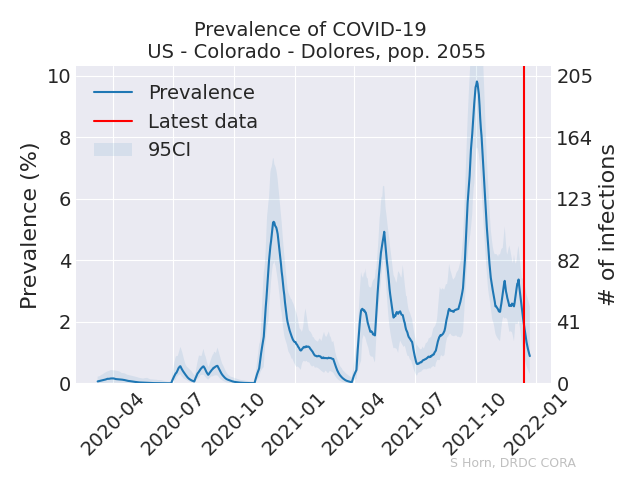 Prevalence of COVID-19
US - Colorado - Dolores, pop. 2055
Prevalence
Latest data
95CI
Prevalence (%)
10
8
6
4
2
0
205
164
123
82
41
0
# of infections
2020-04
2020-07
2020-10
2021-01
2021-04
2021-07
2021-10
2022-01
S Horn, DRDC CORA